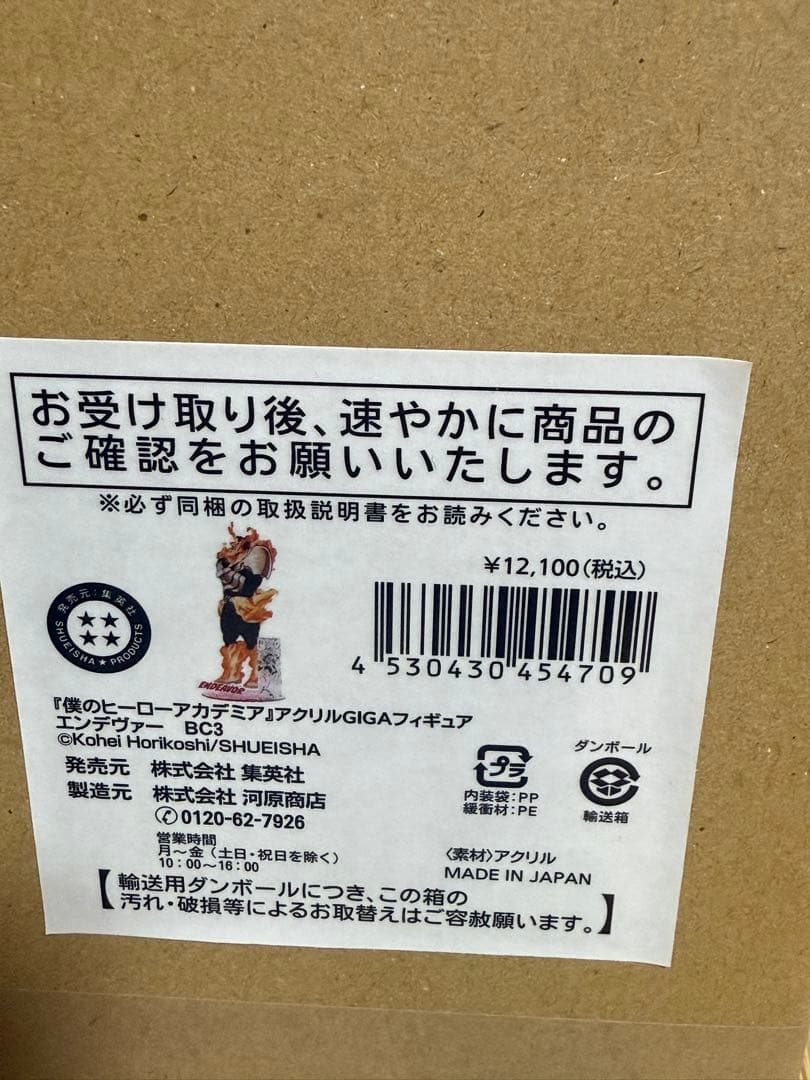 お受け取り後、速やかに商品の
ご確認をお願いいたします。
※必ず同梱の取扱説明書をお読みください。
¥12,100(税込)
発売元:集英社
SHUEISHA★PRODUCTS
ENDEAVOR
4 530430 454709
『僕のヒーローアカデミア』アクリルGIGAフィギュア
エンデヴァー BC3
©Kohei Horikoshi/SHUEISHA
発売元 株式会社 集英社
製造元 株式会社 河原商店
0120-62-7926
営業時間
月～金(土日・祝日を除く)
10:00～16:00
プラ
内装袋:PP
緩衝材:PE
ダンボール
輸送箱
〈素材〉アクリル
MADE IN JAPAN
【輸送用ダンボールにつき、この箱の
汚れ・破損等によるお取替えはご容赦願います。】